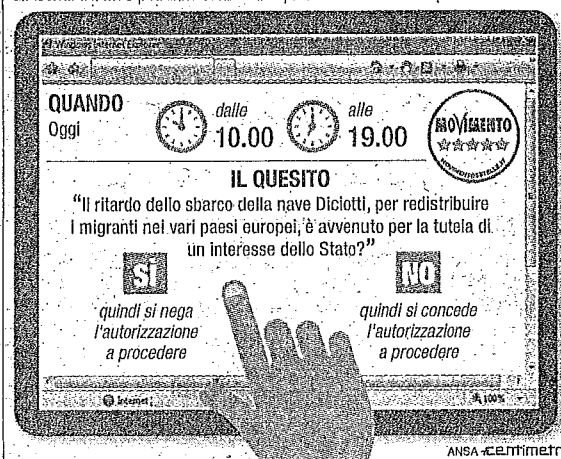 QUANDO
Oggi
dalle
10.00
alle
19.00
MOVIMENTO
IL QUESITO
“Il ritardo dello sbarco della nave Diciotti, per redistribuire
i migranti nei vari paesi europei, è avvenuto per la tutela di
un interesse dello Stato?”
SÌ
quindi si nega
l'autorizzazione
a procedere
NO
quindi si concede
l'autorizzazione
a procedere
Internet
100%
ANSA centimetri